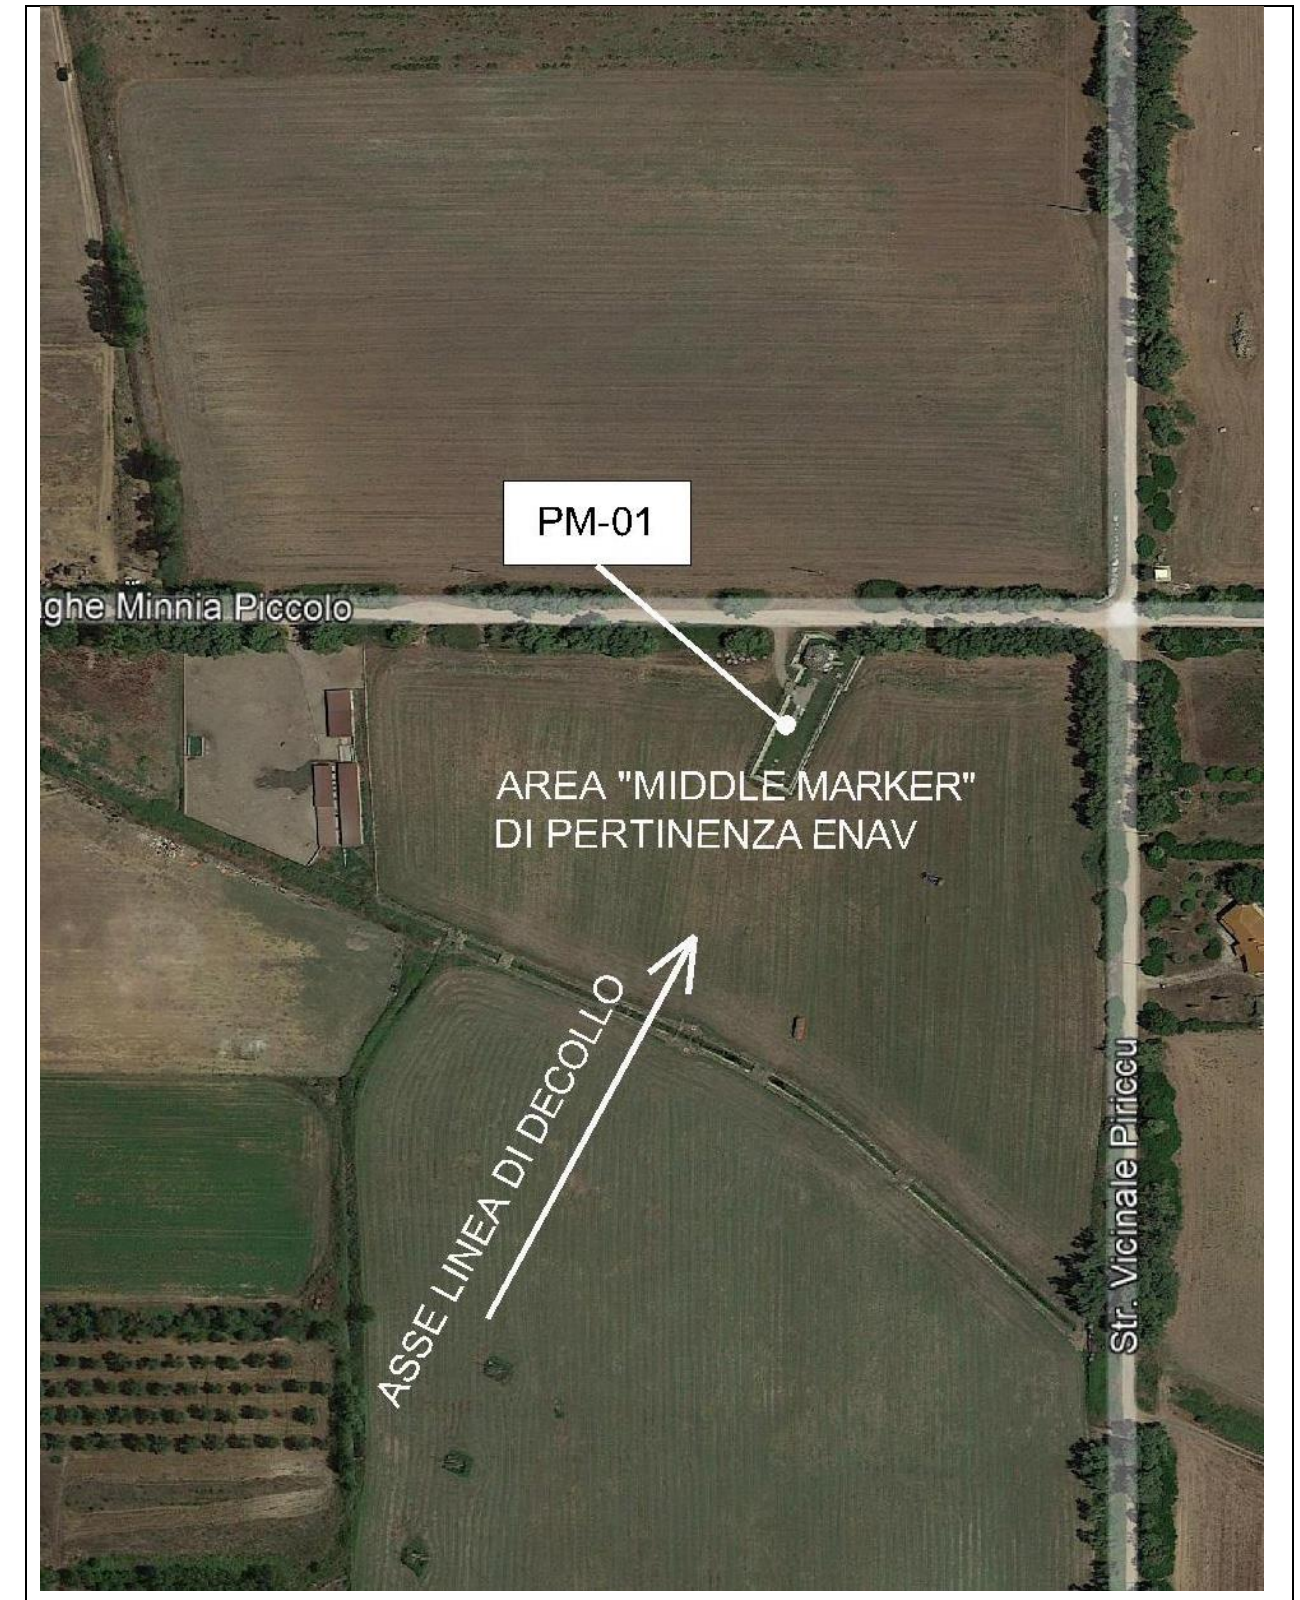 PM-01
ghe Minnia Piccolo
AREA "MIDDLE MARKER"
DI PERTINENZA ENAV
ASSE LINEA DI DECOLLO
Str. Vicinale Piriccu